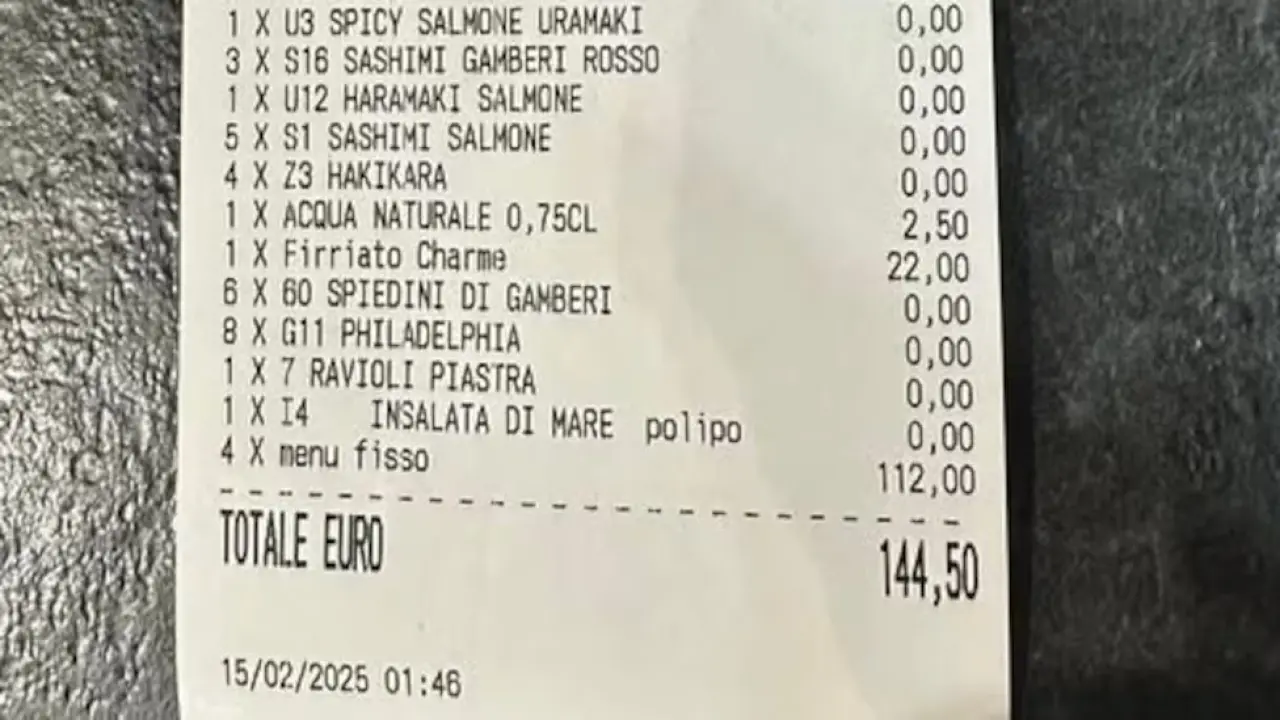 1 X U3 SPICY SALMONE URAMAKI 0,00
3 X S16 SASHIMI GAMBERI ROSSO 0,00
1 X U12 HARAMAKI SALMONE 0,00
5 X S1 SASHIMI SALMONE 0,00
4 X Z3 HAKIKARA 0,00
1 X ACQUA NATURALE 0,75CL 2,50
1 X Firriato Charme 22,00
6 X 60 SPIEDINI DI GAMBERI 0,00
8 X G11 PHILADELPHIA 0,00
1 X 7 RAVIOLI PIASTRA 0,00
1 X I4 INSALATA DI MARE polipo 0,00
4 X menu fisso 112,00
TOTALE EURO 144,50
15/02/2025 01:46